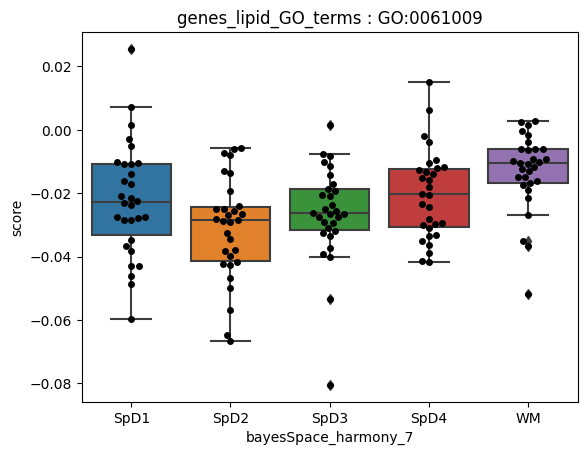 genes_lipid_GO_terms : GO:0061009
0.02
0.00
−0.02
−0.04
−0.06
−0.08
score
SpD1 SpD2 SpD3 SpD4 WM
bayesSpace_harmony_7